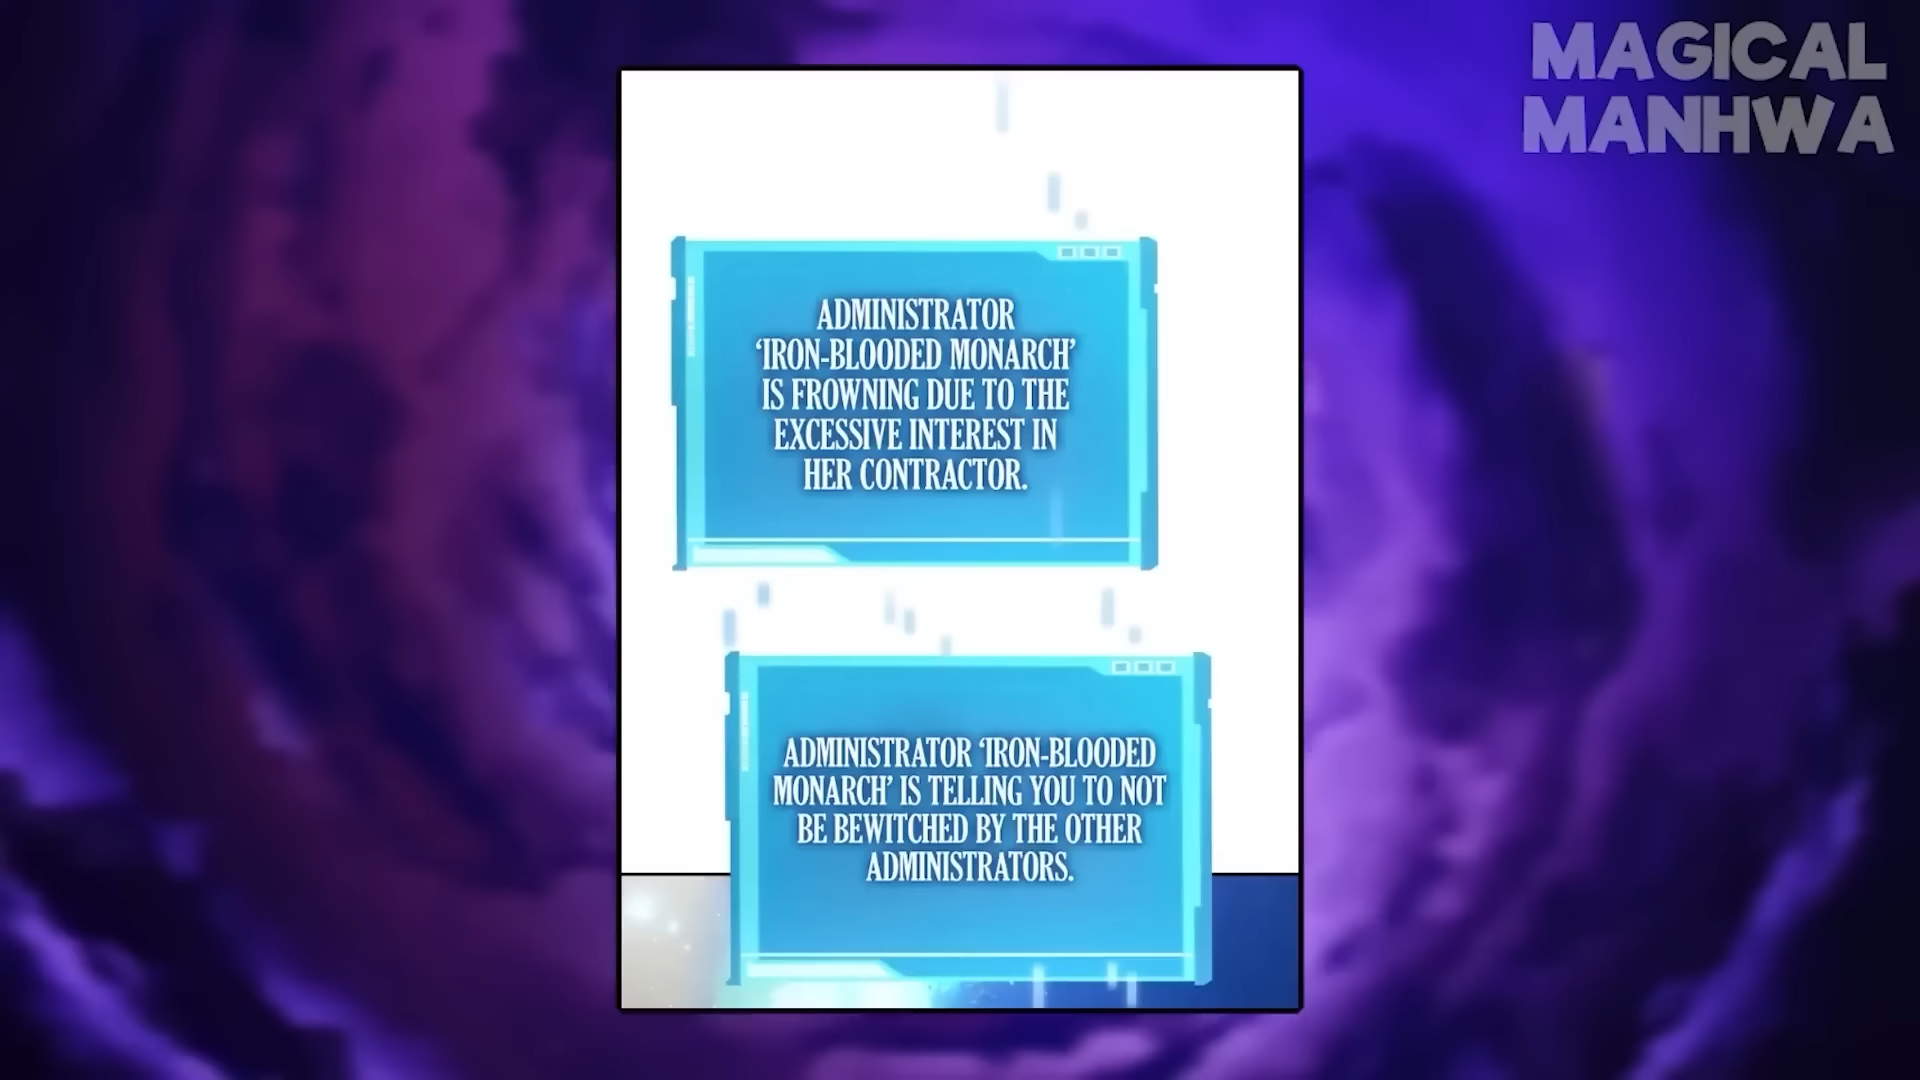 MAGICAL
MANHWA
ADMINISTRATOR
‘IRON-BLOODED MONARCH’
IS FROWNING DUE TO THE
EXCESSIVE INTEREST IN
HER CONTRACTOR.
ADMINISTRATOR ‘IRON-BLOODED
MONARCH’ IS TELLING YOU TO NOT
BE BEWITCHED BY THE OTHER
ADMINISTRATORS.